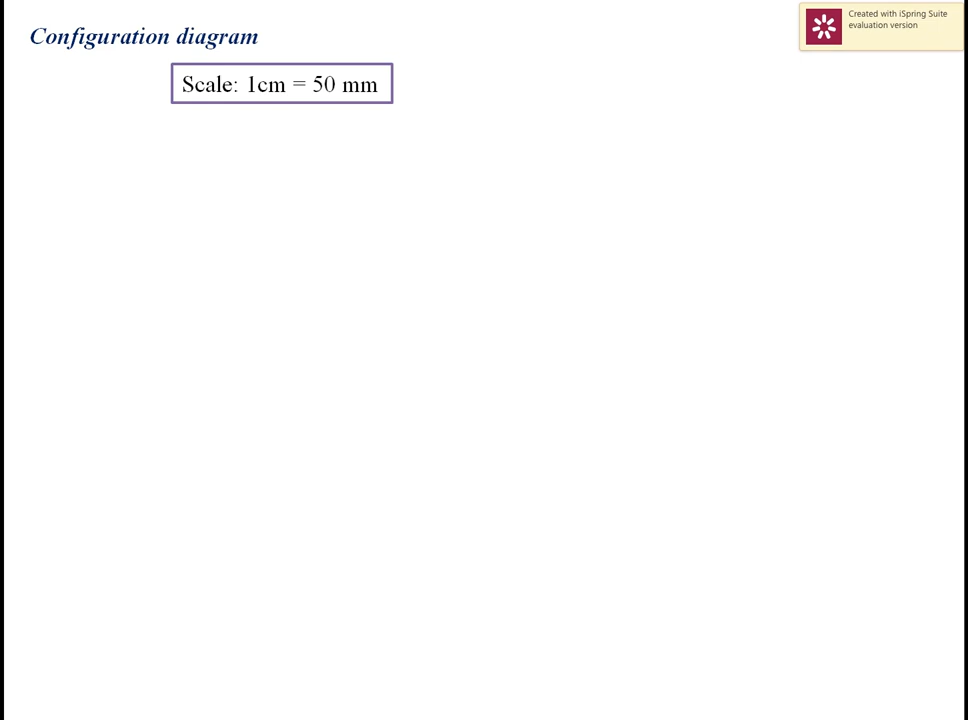 Configuration diagram
Created with iSpring Suite
evaluation version
Scale: 1cm = 50 mm